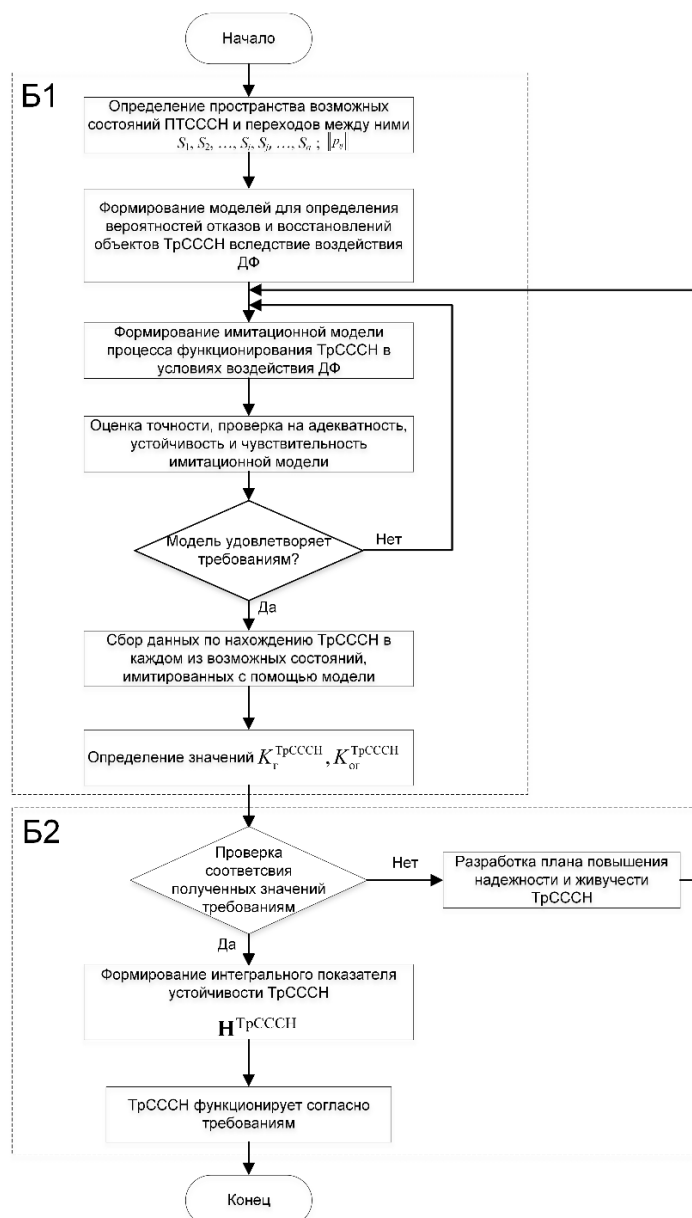 Начало
Б1
Определение пространства возможных
состояний ПТСССН и переходов между ними
S₁, S₂, …, Sᵢ, Sⱼ, …, Sₙ ; ‖pᵢⱼ‖
Формирование моделей для определения
вероятностей отказов и восстановлений
объектов ТрСССН вследствие воздействия
ДФ
Формирование имитационной модели
процесса функционирования ТрСССН в
условиях воздействия ДФ
Оценка точности, проверка на адекватность,
устойчивость и чувствительность
имитационной модели
Модель удовлетворяет
требованиям?
Нет
Да
Сбор данных по нахождению ТрСССН в
каждом из возможных состояний,
имитированных с помощью модели
Определение значений K_г^ТрСССН, K_ог^ТрСССН
Б2
Проверка
соответсвия
полученных значений
требованиям
Нет
Разработка плана повышения
надежности и живучести
ТрСССН
Да
Формирование интегрального показателя
устойчивости ТрСССН
H^ТрСССН
ТрСССН функционирует согласно
требованиям
Конец